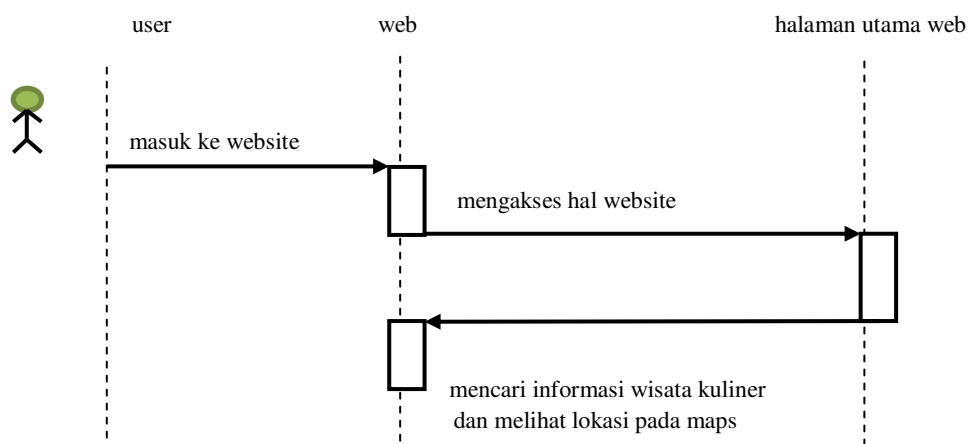 user
web
halaman utama web
masuk ke website
mengakses hal website
mencari informasi wisata kuliner
dan melihat lokasi pada maps